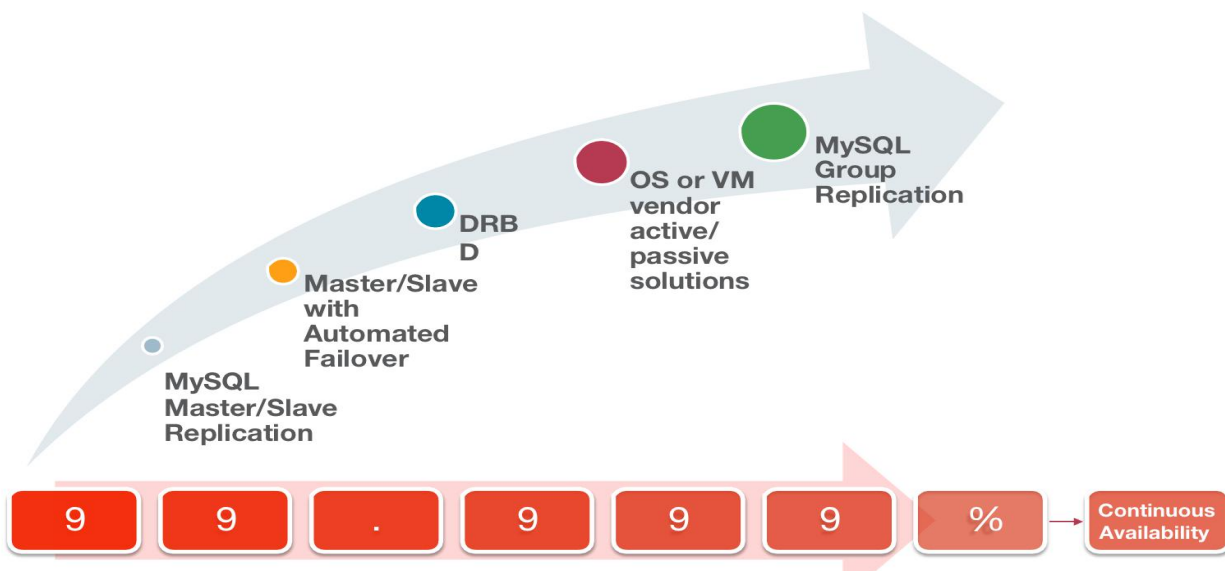 MySQL
Master/Slave
Replication
Master/Slave
with
Automated
Failover
DRB
D
OS or VM
vendor
active/
passive
solutions
MySQL
Group
Replication
9 9 . 9 9 9 %
Continuous
Availability